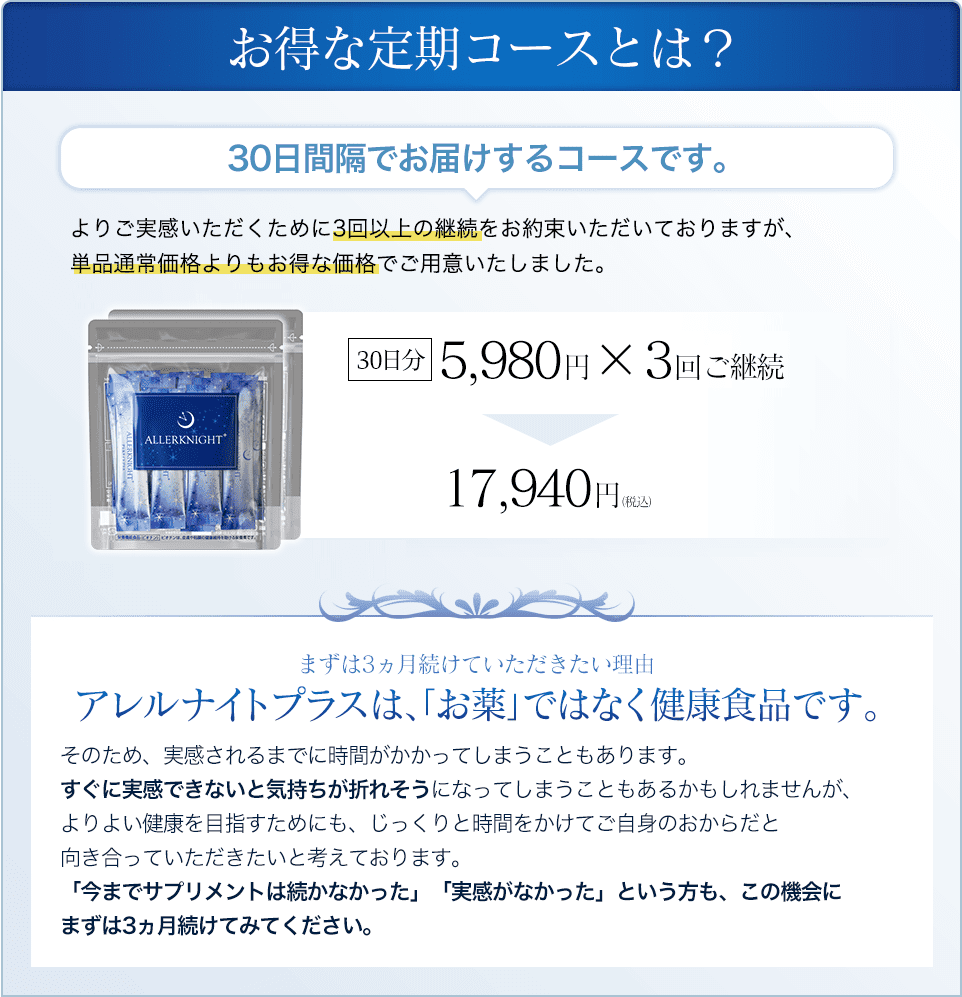 お得な定期コースとは？
30日間隔でお届けするコースです。
よりご実感いただくために3回以上の継続をお約束いただいておりますが、
単品通常価格よりもお得な価格でご用意いたしました。
30日分 5,980円×3回ご継続
17,940円(税込)
ALLERKNIGHT+
ALLERKNIGHT
まずは3ヵ月続けていただきたい理由
アレルナイトプラスは、「お薬」ではなく健康食品です。
そのため、実感されるまでに時間がかかってしまうこともあります。
すぐに実感できないと気持ちが折れそうになってしまうこともあるかもしれませんが、
よりよい健康を目指すためにも、じっくりと時間をかけてご自身のおからだと
向き合っていただきたいと考えております。
「今までサプリメントは続かなかった」「実感がなかった」という方も、この機会に
まずは3ヵ月続けてみてください。